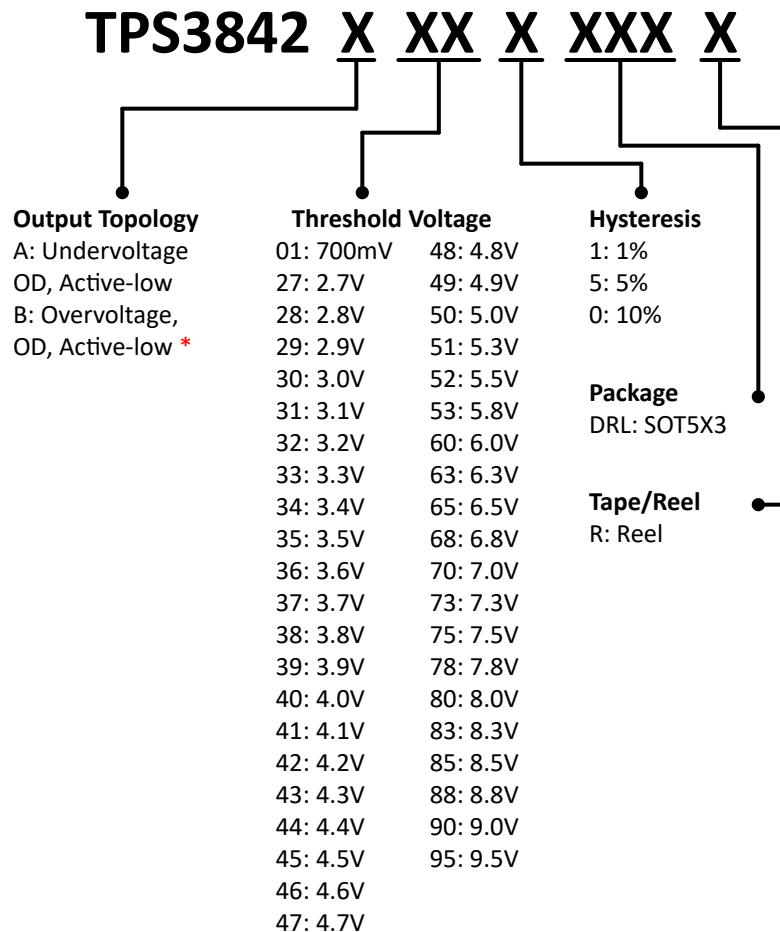 TPS3842 X XX X XXX X
Output Topology
A: Undervoltage
OD, Active-low
B: Overvoltage,
OD, Active-low *
Threshold Voltage
01: 700mV
27: 2.7V
28: 2.8V
29: 2.9V
30: 3.0V
31: 3.1V
32: 3.2V
33: 3.3V
34: 3.4V
35: 3.5V
36: 3.6V
37: 3.7V
38: 3.8V
39: 3.9V
40: 4.0V
41: 4.1V
42: 4.2V
43: 4.3V
44: 4.4V
45: 4.5V
46: 4.6V
47: 4.7V
48: 4.8V
49: 4.9V
50: 5.0V
51: 5.3V
52: 5.5V
53: 5.8V
60: 6.0V
63: 6.3V
65: 6.5V
68: 6.8V
70: 7.0V
73: 7.3V
75: 7.5V
78: 7.8V
80: 8.0V
83: 8.3V
85: 8.5V
88: 8.8V
90: 9.0V
95: 9.5V
Hysteresis
1: 1%
5: 5%
0: 10%
Package
DRL: SOT5X3
Tape/Reel
R: Reel